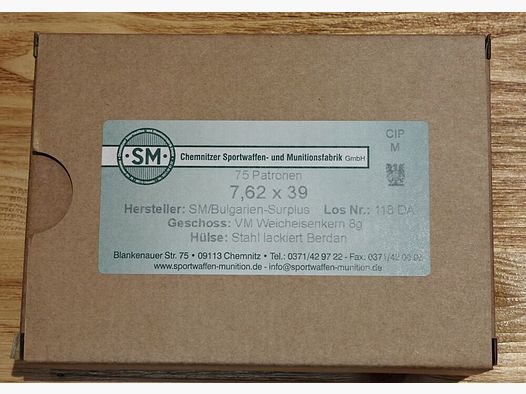 SM
Chemnitzer Sportwaffen- und Munitionsfabrik GmbH
CIP
M
75 Patronen
7,62 x 39
Hersteller: SM/Bulgarien-Surplus Los Nr.: 118 DA
Geschoss: VM Weicheisenkern 8g
Hülse: Stahl lackiert Berdan
Blankenauer Str. 75 • 09113 Chemnitz • Tel.: 0371/42 97 22 - Fax: 0371/42
www.sportwaffen-munition.de - info@sportwaffen-munition.de